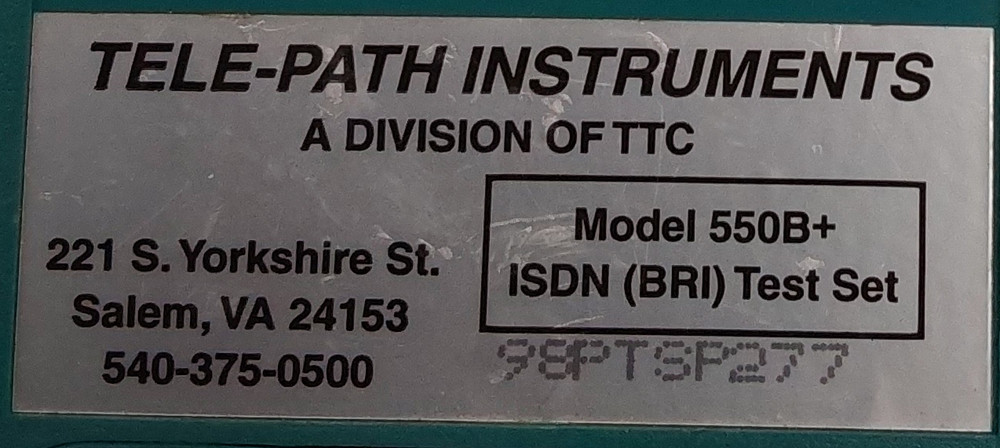 TELE-PATH INSTRUMENTS
A DIVISION OF TTC
221 S. Yorkshire St.
Salem, VA 24153
540-375-0500
Model 550B+
ISDN (BRI) Test Set
98PTSP277